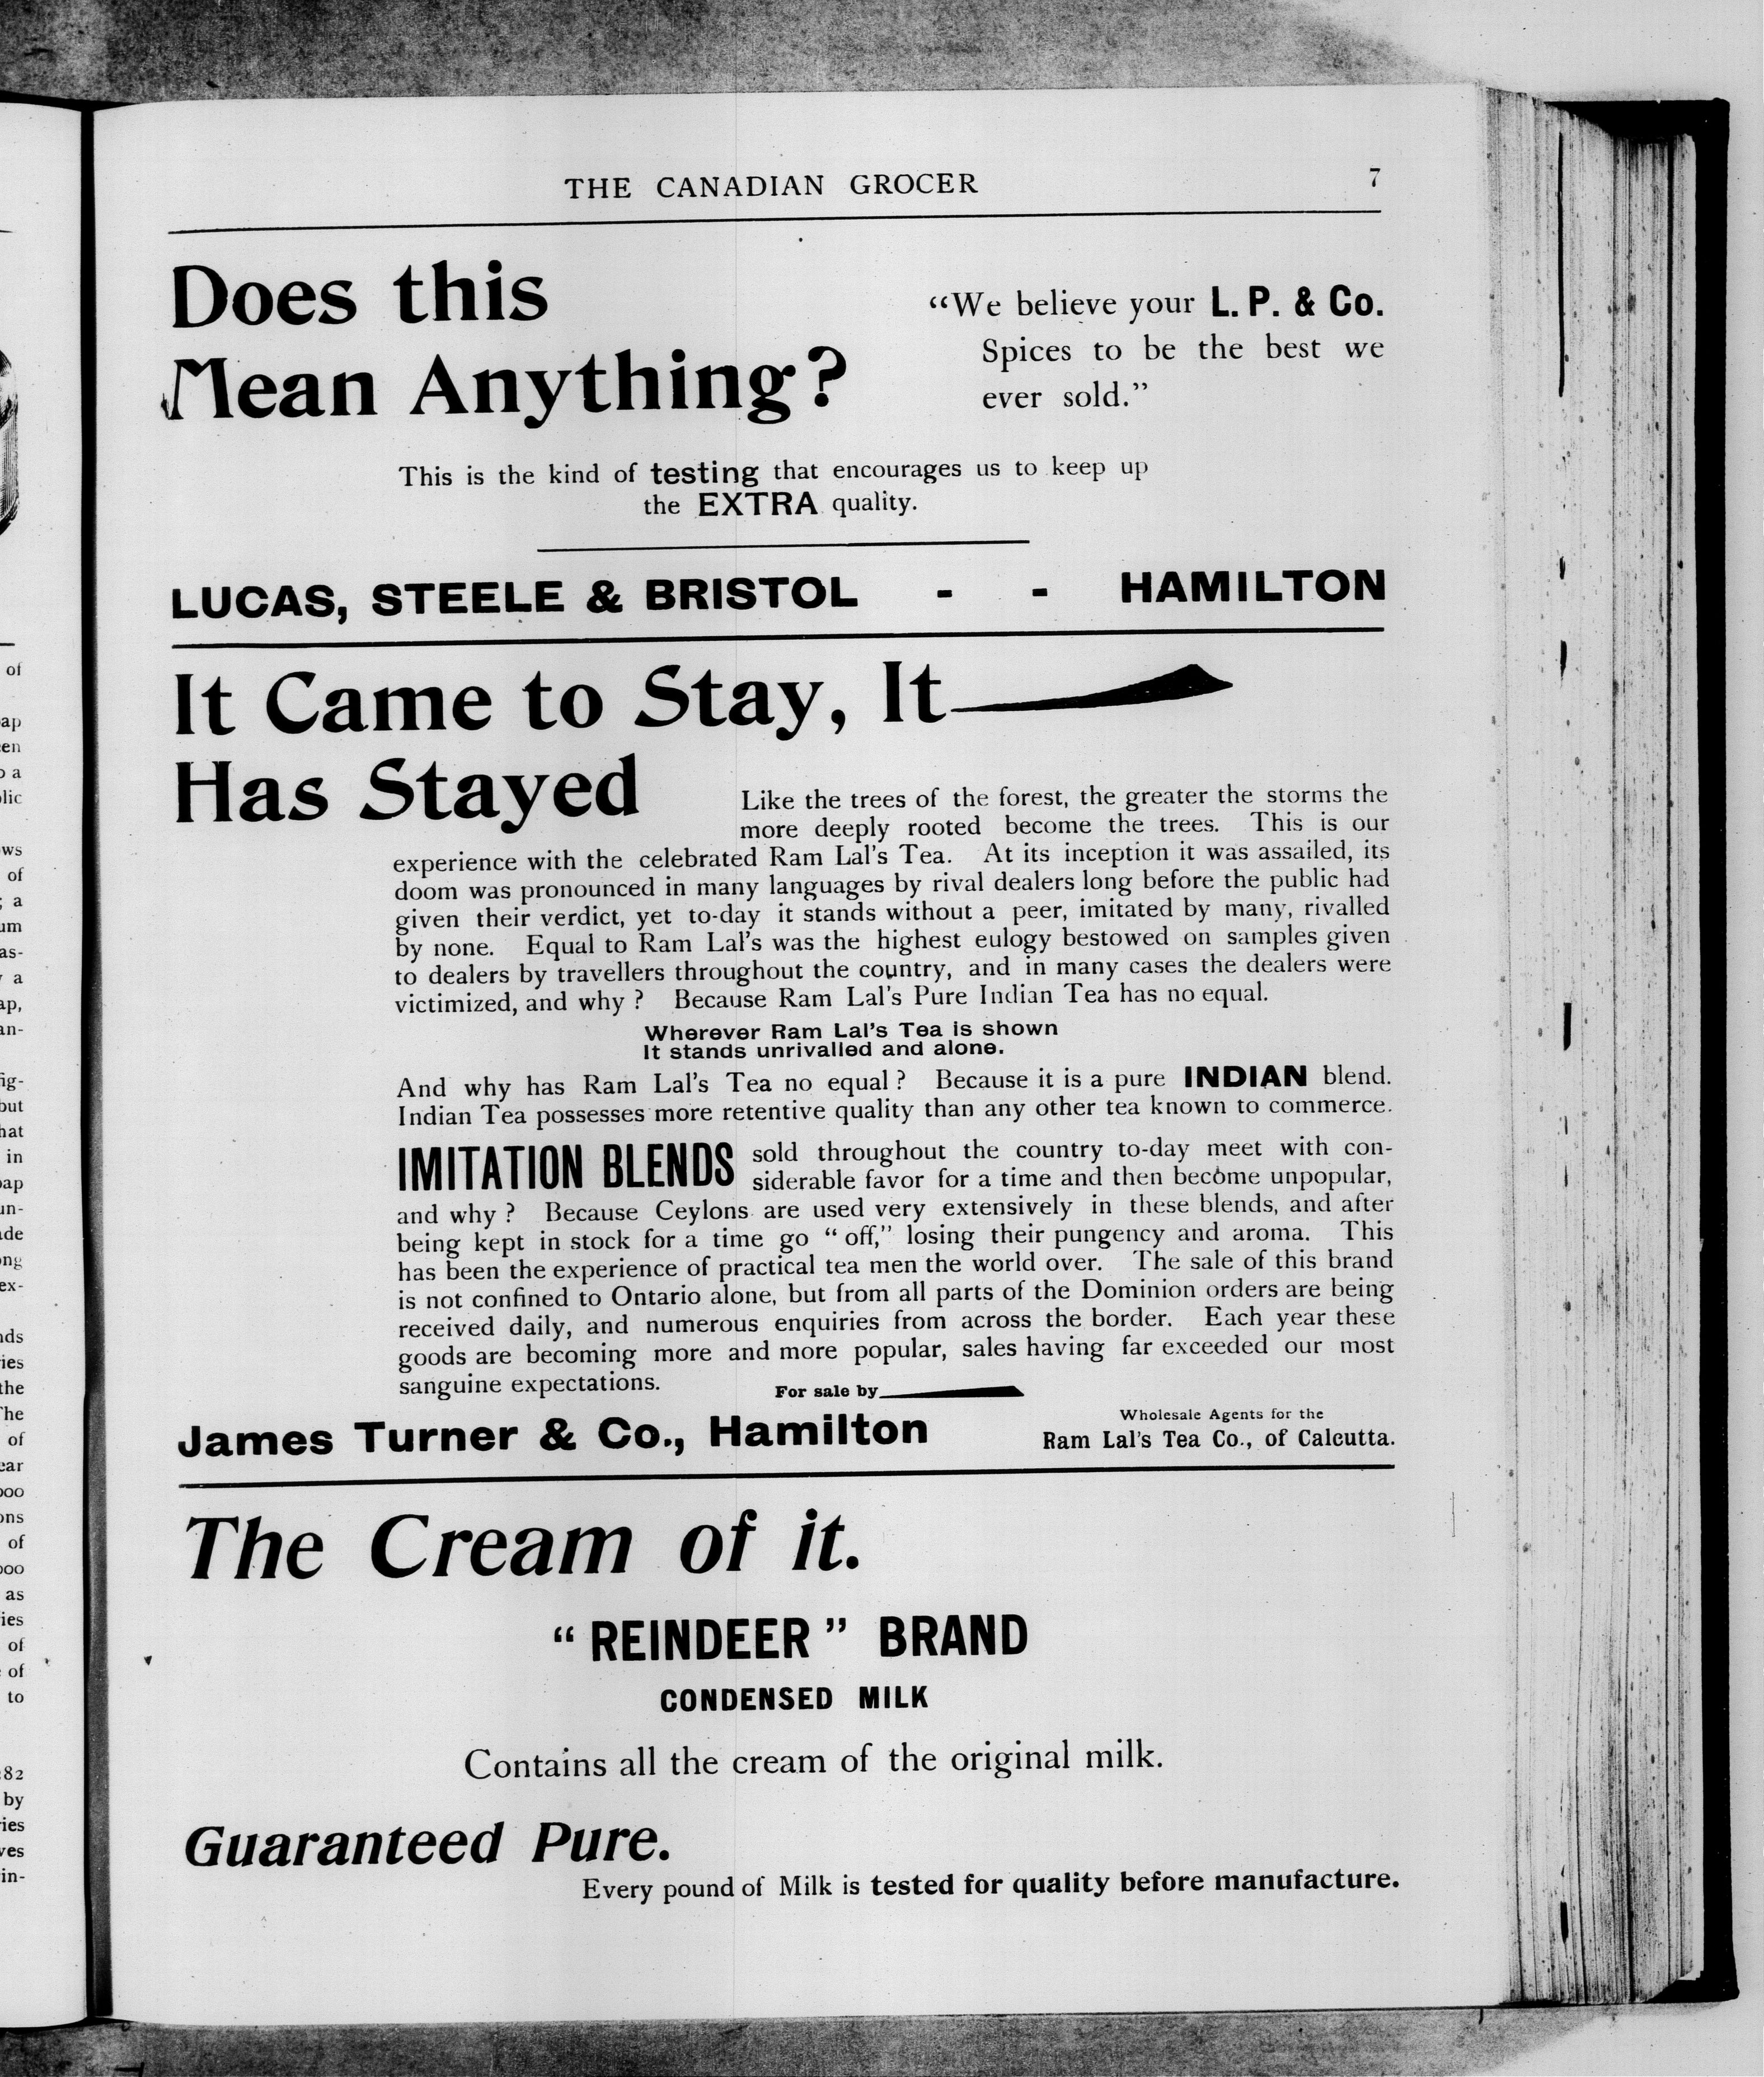 THE CANADIAN GROCER
7
Does this
Mean Anything?
“We believe your L. P. & Co.
Spices to be the best we
ever sold.”
This is the kind of testing that encourages us to keep up
the EXTRA quality.
LUCAS, STEELE & BRISTOL - - HAMILTON
It Came to Stay, It
Has Stayed
Like the trees of the forest, the greater the storms the
more deeply rooted become the trees. This is our
experience with the celebrated Ram Lal's Tea. At its inception it was assailed, its
doom was pronounced in many languages by rival dealers long before the public had
given their verdict, yet to-day it stands without a peer, imitated by many, rivalled
by none. Equal to Ram Lal's was the highest eulogy bestowed on samples given
to dealers by travellers throughout the country, and in many cases the dealers were
victimized, and why? Because Ram Lal's Pure Indian Tea has no equal.
Wherever Ram Lal's Tea is shown
It stands unrivalled and alone.
And why has Ram Lal's Tea no equal? Because it is a pure INDIAN blend.
Indian Tea possesses more retentive quality than any other tea known to commerce.
IMITATION BLENDS sold throughout the country to-day meet with con-
siderable favor for a time and then become unpopular,
and why? Because Ceylons are used very extensively in these blends, and after
being kept in stock for a time go “off,” losing their pungency and aroma. This
has been the experience of practical tea men the world over. The sale of this brand
is not confined to Ontario alone, but from all parts of the Dominion orders are being
received daily, and numerous enquiries from across the border. Each year these
goods are becoming more and more popular, sales having far exceeded our most
sanguine expectations.
For sale by
James Turner & Co., Hamilton
Wholesale Agents for the
Ram Lal's Tea Co., of Calcutta.
The Cream of it.
“REINDEER” BRAND
CONDENSED MILK
Contains all the cream of the original milk.
Guaranteed Pure.
Every pound of Milk is tested for quality before manufacture.